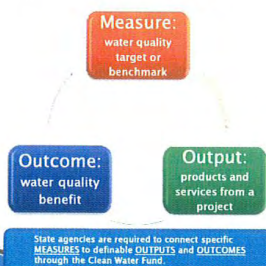 Measure:
water quality
target or
benchmark
Outcome:
water quality
benefit
Output:
products and
services from a
project
State agencies are required to connect specific
MEASURES to definable OUTPUTS and OUTCOMES
through the Clean Water Fund.